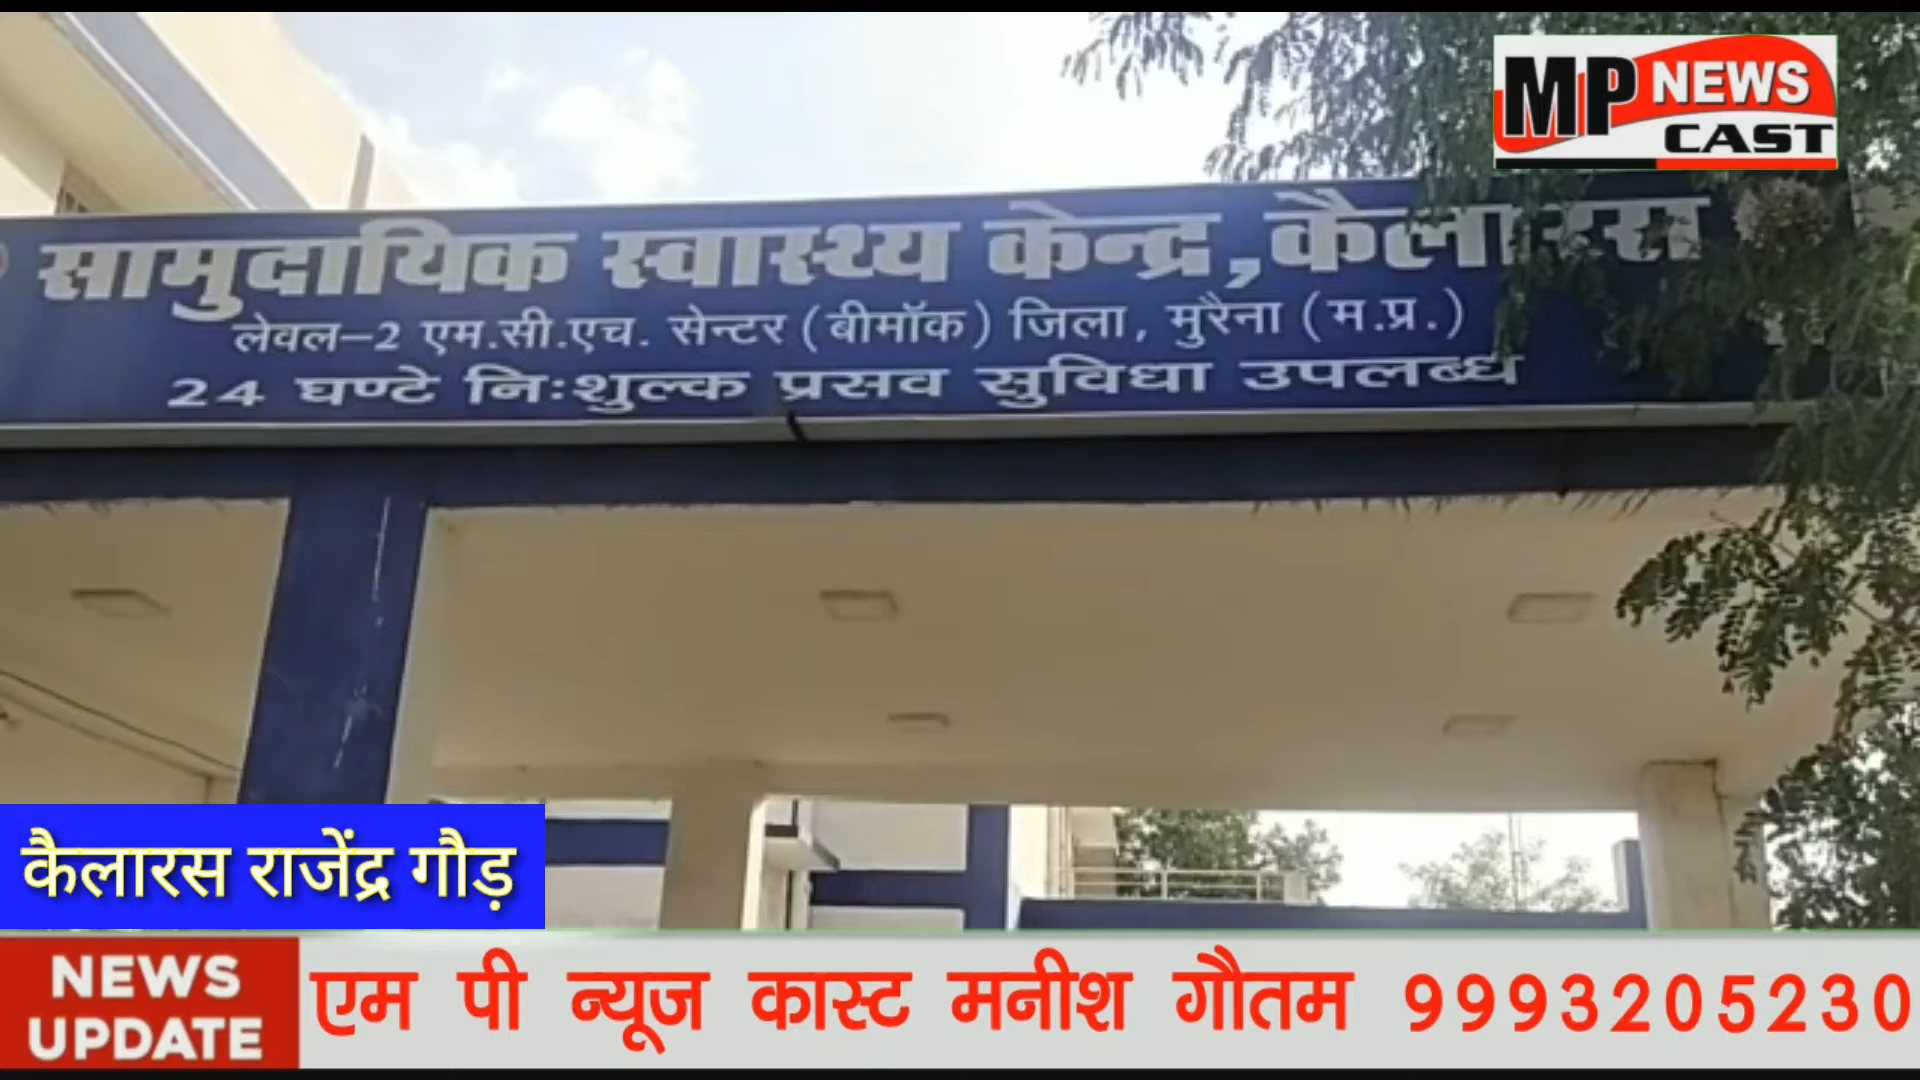 MP NEWS
CAST
सामुदायिक स्वास्थ्य केन्द्र, कैलारस
लेवल-2 एम.सी.एच. सेन्टर (बीमॉक) जिला, मुरैना (म.प्र.)
24 घण्टे निःशुल्क प्रसव सुविधा उपलब्ध
कैलारस राजेंद्र गौड़
NEWS
UPDATE
एम पी न्यूज कास्ट मनीश गौतम 9993205230